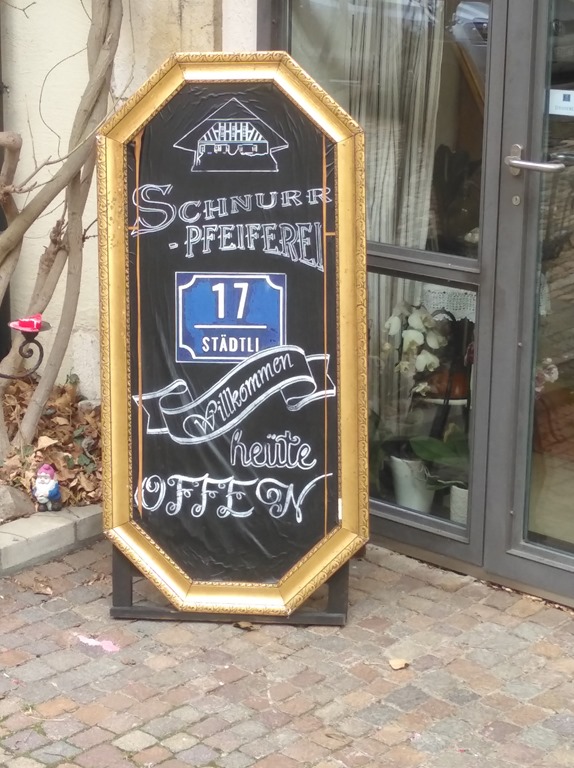 SCHNURR
-PFEIFEREI
17
STÄDTLI
Willkommen
heüte
OFFEN